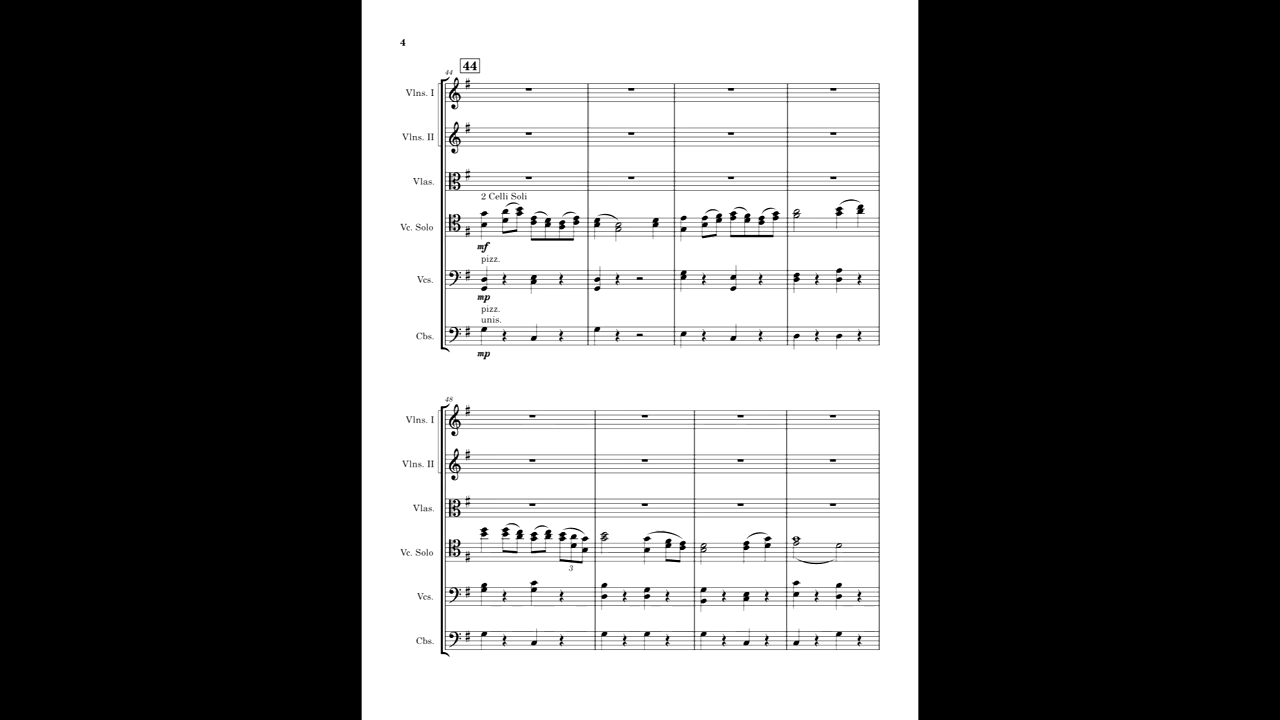 4
44
44
Vlns. I
Vlns. II
Vlas.
2 Celli Soli
Vc. Solo
mf
pizz.
Vcs.
mp
pizz.
unis.
Cbs.
mp
48
Vlns. I
Vlns. II
Vlas.
Vc. Solo
3
Vcs.
Cbs.